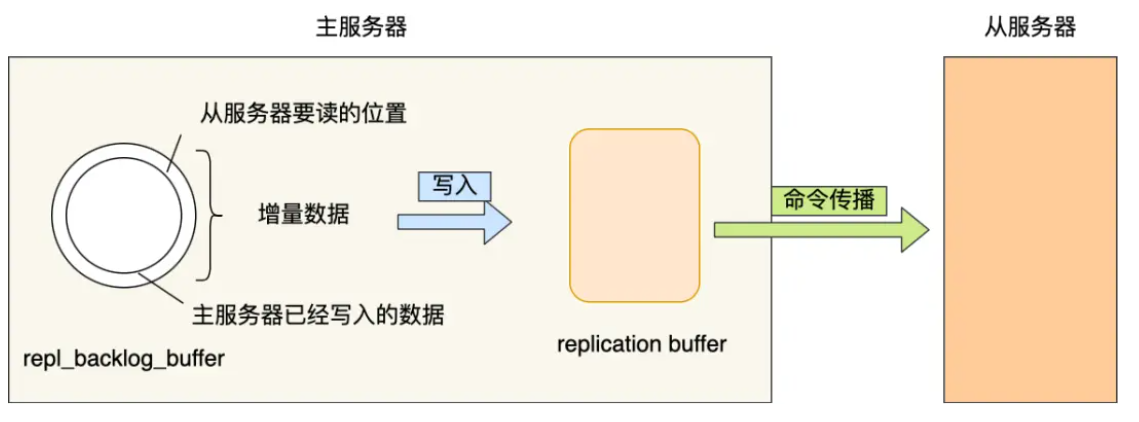 主服务器
从服务器
从服务器要读的位置
写入
命令传播
增量数据
主服务器已经写入的数据
replication buffer
repl_backlog_buffer